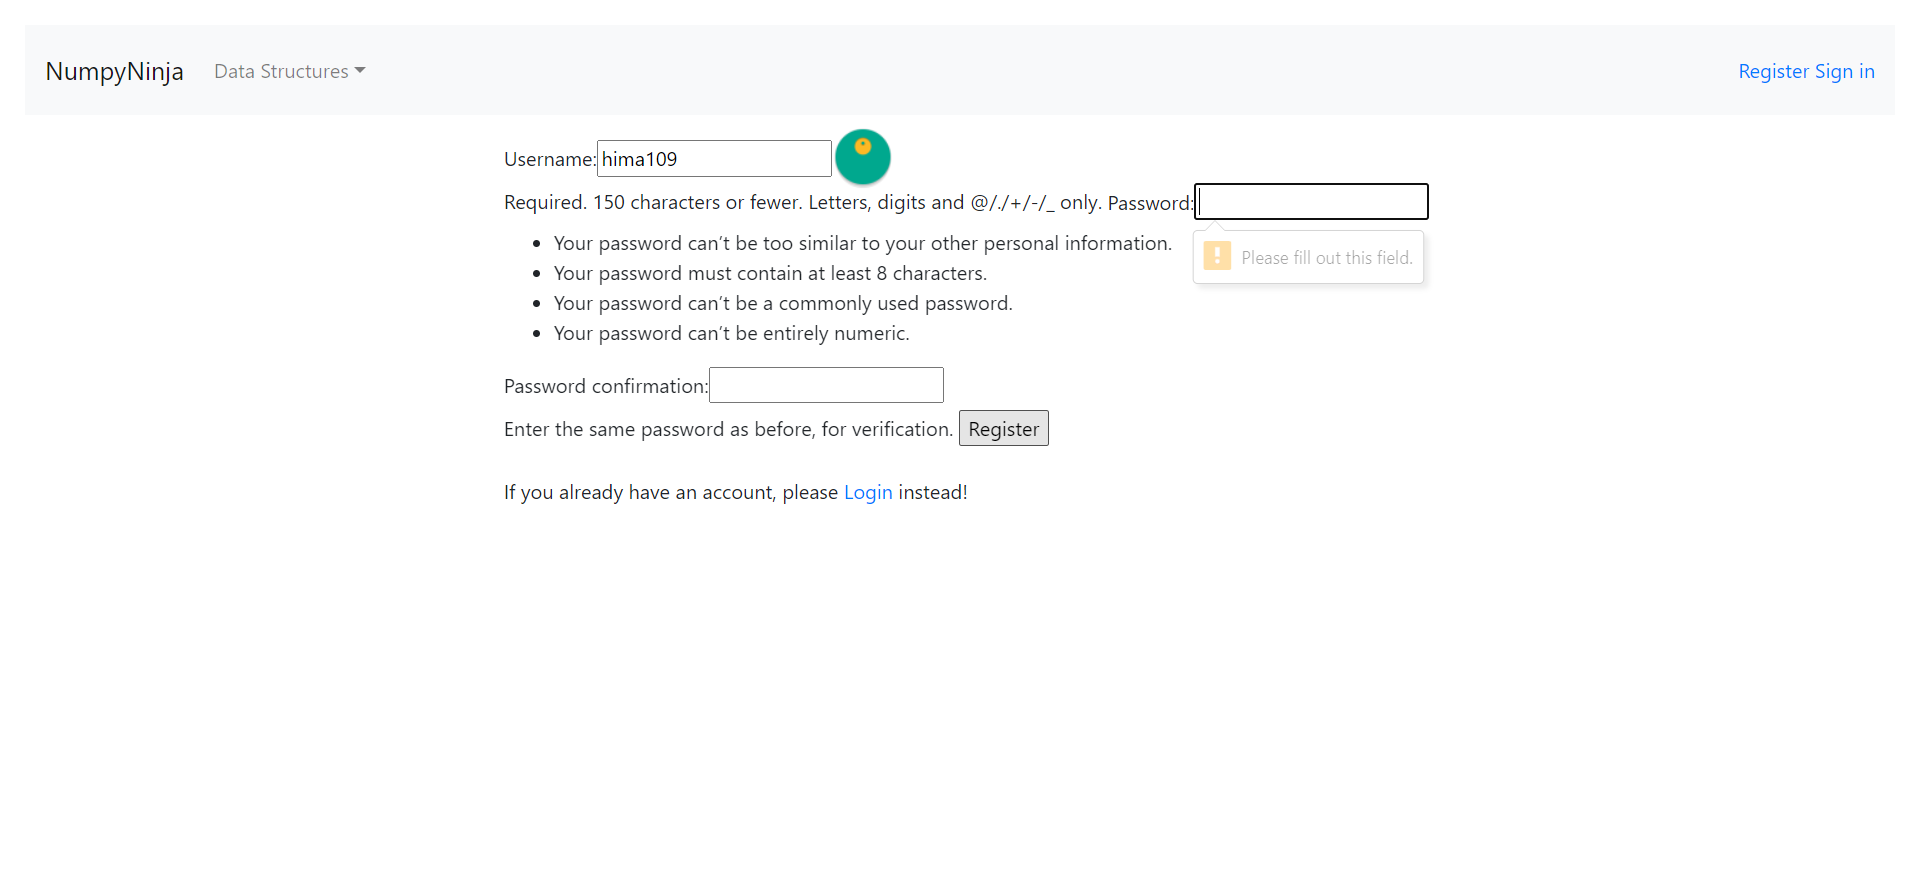 NumpyNinja Data Structures Register Sign in
Username: hima109
Required. 150 characters or fewer. Letters, digits and @/./+/-/_ only. Password:
Please fill out this field.
Your password can’t be too similar to your other personal information.
Your password must contain at least 8 characters.
Your password can’t be a commonly used password.
Your password can’t be entirely numeric.
Password confirmation:
Enter the same password as before, for verification. Register
If you already have an account, please Login instead!